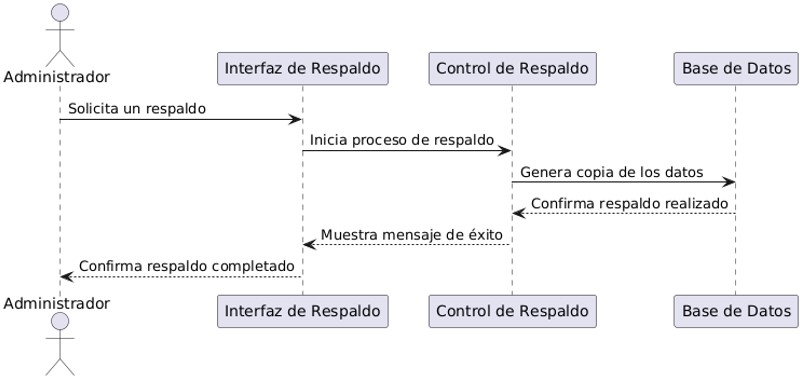 Administrador
Interfaz de Respaldo
Control de Respaldo
Base de Datos
Solicita un respaldo
Inicia proceso de respaldo
Genera copia de los datos
Confirma respaldo realizado
Muestra mensaje de éxito
Confirma respaldo completado
Administrador
Interfaz de Respaldo
Control de Respaldo
Base de Datos